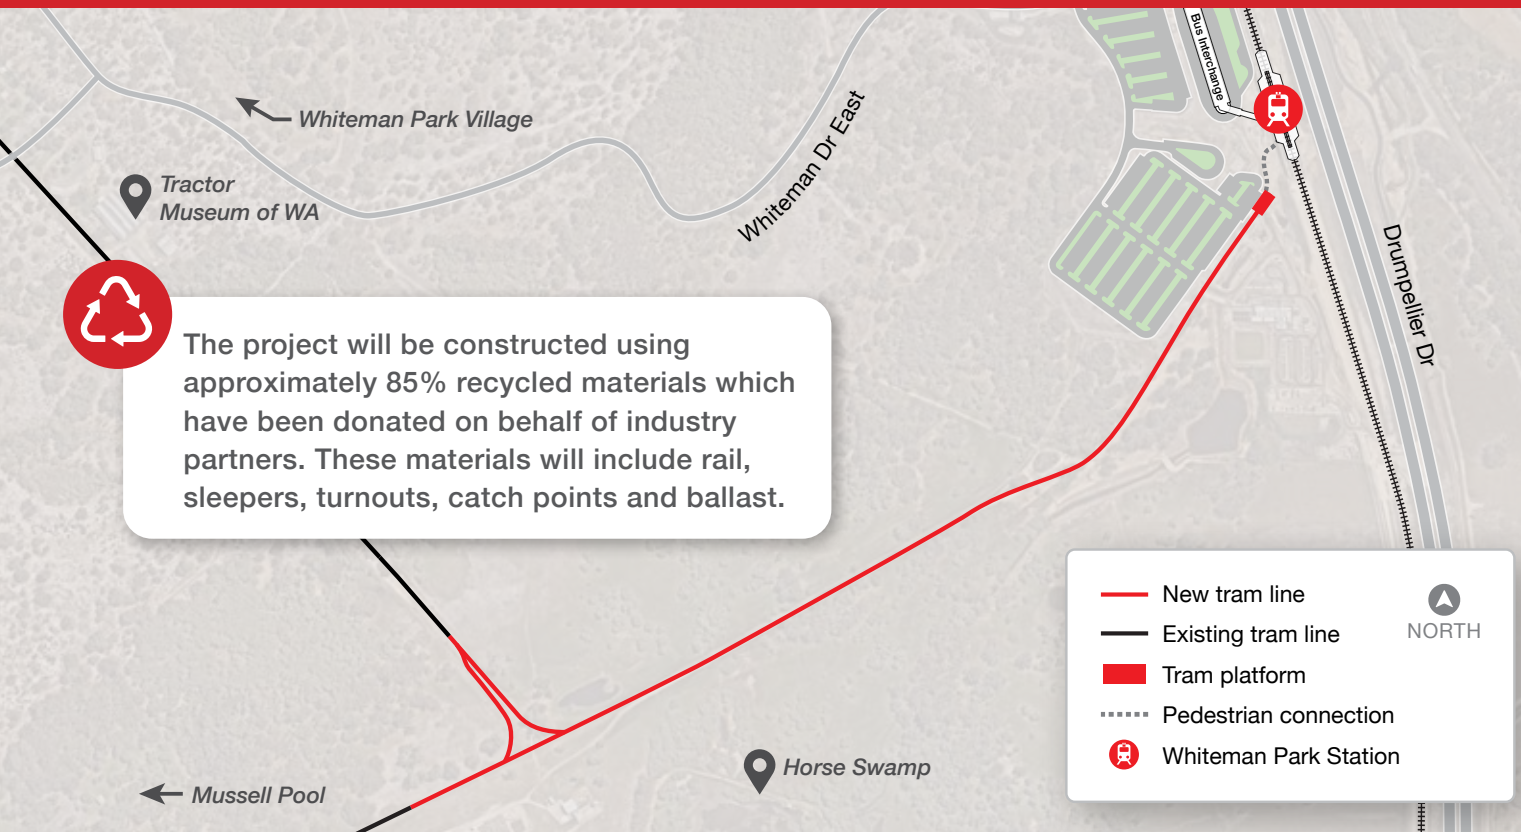 Bus Interchange
Whiteman Park Village
Whiteman Dr East
Tractor
Museum of WA
Drumpellier Dr
The project will be constructed using
approximately 85% recycled materials which
have been donated on behalf of industry
partners. These materials will include rail,
sleepers, turnouts, catch points and ballast.
New tram line
Existing tram line
Tram platform
Pedestrian connection
Whiteman Park Station
NORTH
Horse Swamp
Mussell Pool